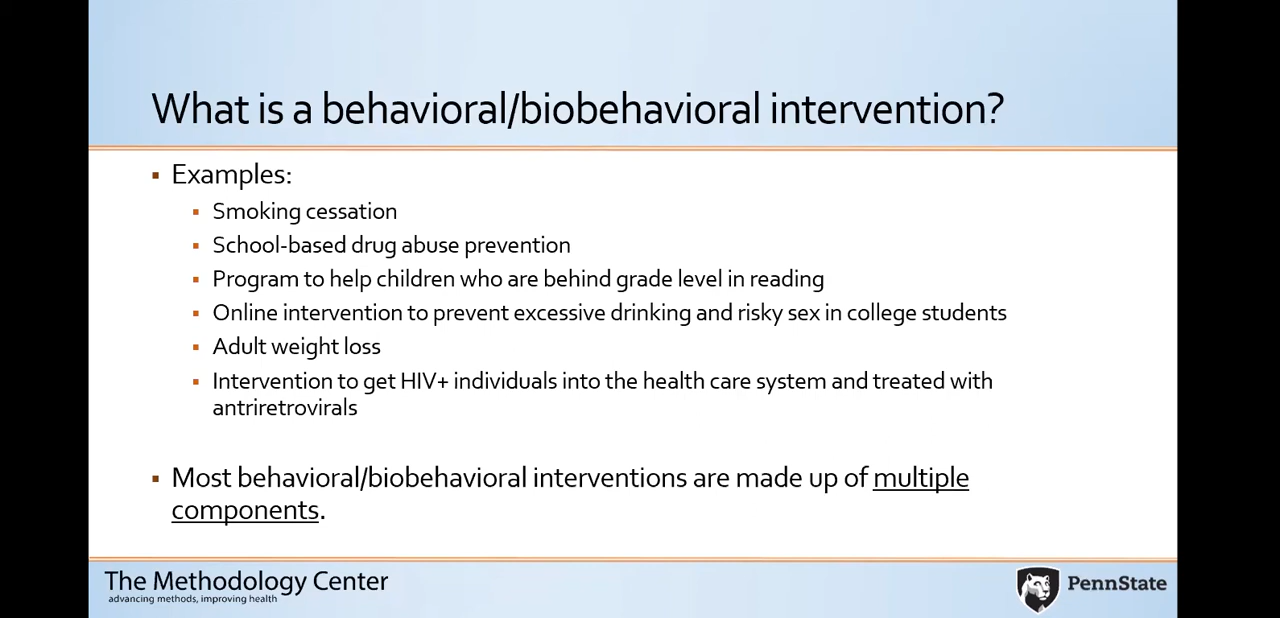 What is a behavioral/biobehavioral intervention?
▪ Examples:
▪ Smoking cessation
▪ School-based drug abuse prevention
▪ Program to help children who are behind grade level in reading
▪ Online intervention to prevent excessive drinking and risky sex in college students
▪ Adult weight loss
▪ Intervention to get HIV+ individuals into the health care system and treated with
antriretrovirals
▪ Most behavioral/biobehavioral interventions are made up of multiple
components.
The Methodology Center
advancing methods, improving health
PennState